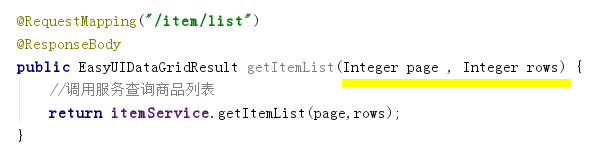 @RequestMapping("/item/list")
@ResponseBody
public EasyUIDataGridResult getItemList(Integer page , Integer rows) {
//调用服务查询商品列表
return itemService.getItemList(page,rows);
}